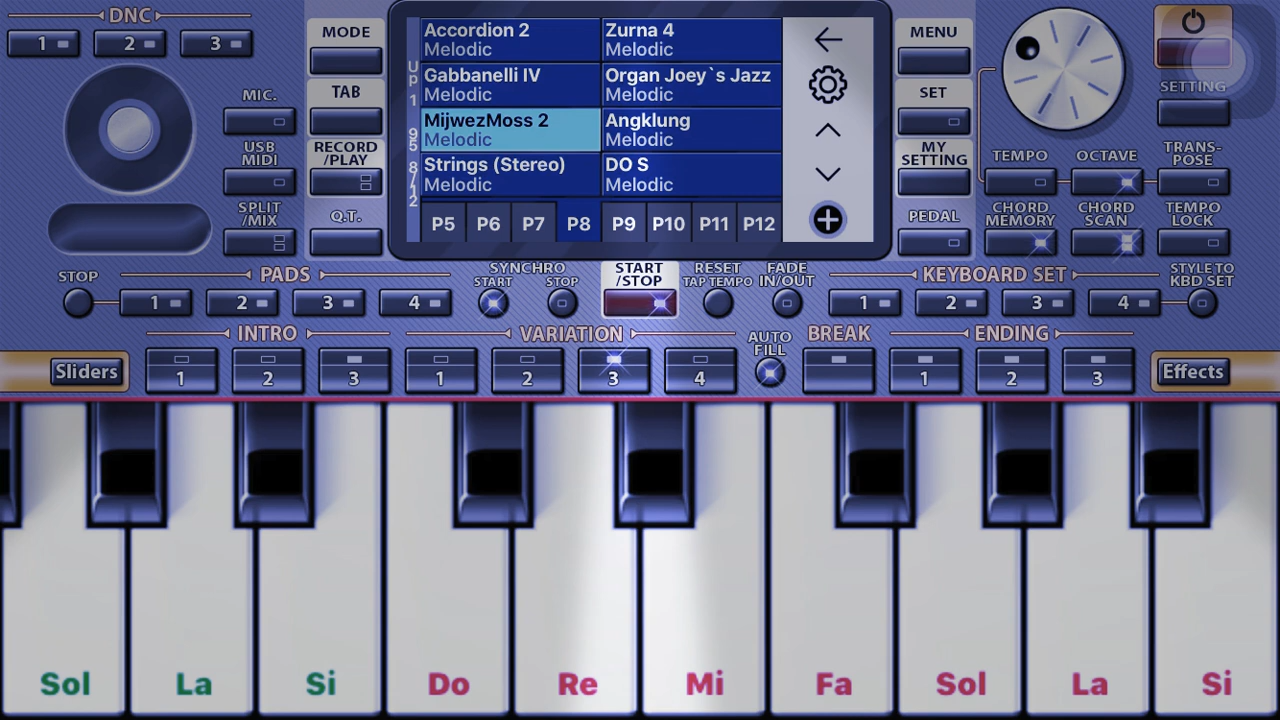 DNC
1 2 3
MIC.
USB
MIDI
SPLIT
/MIX
MODE
TAB
RECORD
/PLAY
Q.T.
Up 1
95
8/12
Accordion 2
Melodic
Zurna 4
Melodic
Gabbanelli IV
Melodic
Organ Joey`s Jazz
Melodic
MijwezMoss 2
Melodic
Angklung
Melodic
Strings (Stereo)
Melodic
DO S
Melodic
P5 P6 P7 P8 P9 P10 P11 P12
MENU
SET
MY
SETTING
PEDAL
SETTING
TEMPO
OCTAVE
TRANS-
POSE
CHORD
MEMORY
CHORD
SCAN
TEMPO
LOCK
STOP
PADS
1 2 3 4
SYNCHRO
START
STOP
START
/STOP
RESET
TAP TEMPO
FADE
IN/OUT
KEYBOARD SET
1 2 3 4
STYLE TO
KBD SET
Sliders
INTRO
1 2 3
VARIATION
1 2 3 4
AUTO
FILL
BREAK
ENDING
1 2 3
Effects
Sol La Si Do Re Mi Fa Sol La Si